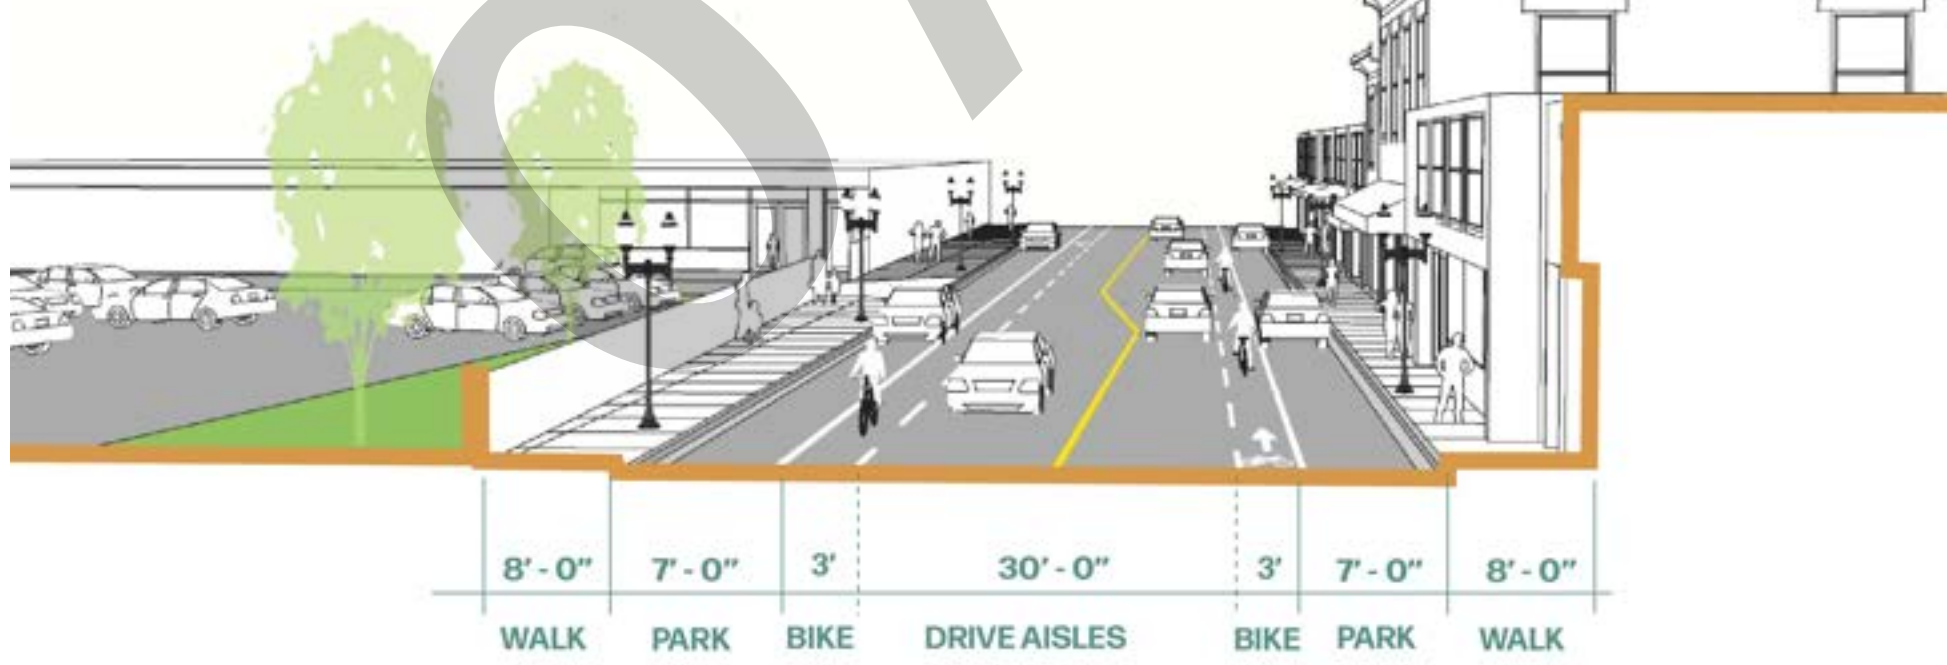 8' - 0" 7' - 0" 3' 30' - 0" 3' 7' - 0" 8' - 0"
WALK PARK BIKE DRIVE AISLES BIKE PARK WALK